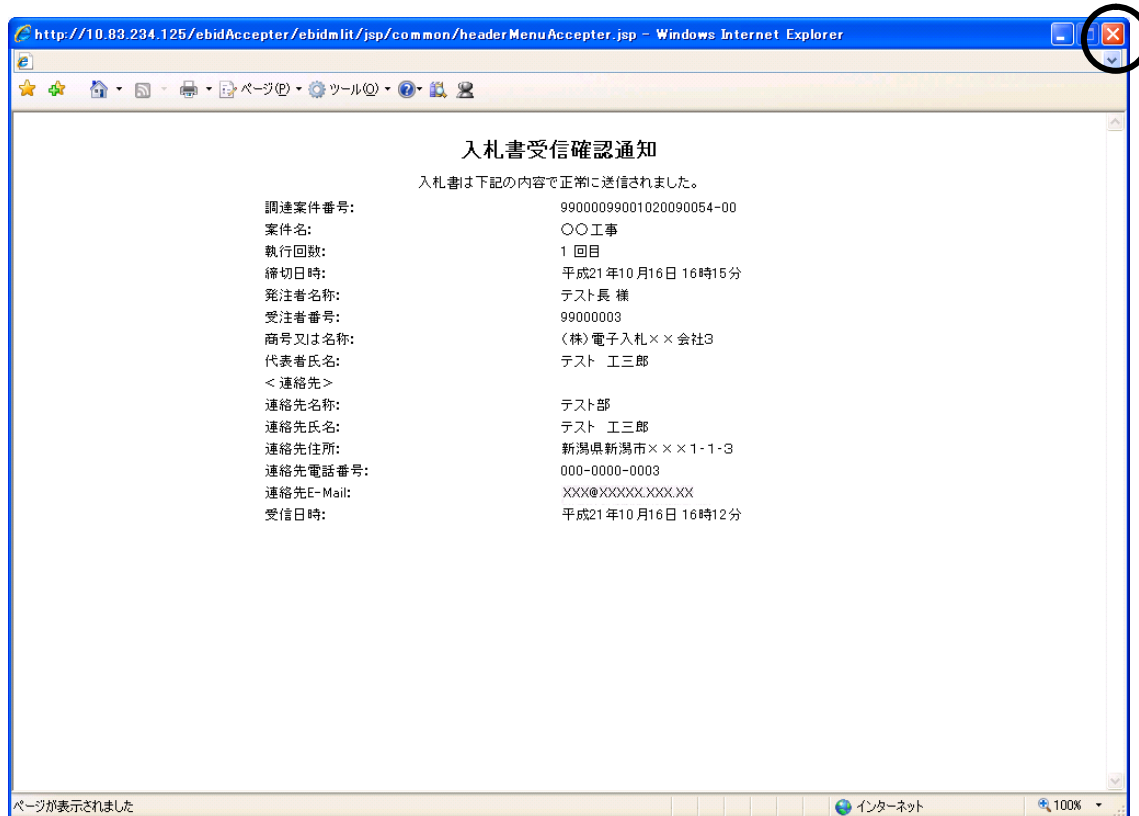 http://10.83.234.125/ebidAccepter/ebidmlit/jsp/common/headerMenuAccepter.jsp - Windows Internet Explorer
ページ(P) ツール(O)
入札書受信確認通知
入札書は下記の内容で正常に送信されました。
調達案件番号: 99000099001020090054-00
案件名: 〇〇工事
執行回数: 1 回目
締切日時: 平成21年10月16日 16時15分
発注者名称: テスト長 様
受注者番号: 99000003
商号又は名称: (株)電子入札××会社3
代表者氏名: テスト 工三郎
<連絡先>
連絡先名称: テスト部
連絡先氏名: テスト 工三郎
連絡先住所: 新潟県新潟市×××1-1-3
連絡先電話番号: 000-0000-0003
連絡先E-Mail: XXX@XXXXX.XXX.XX
受信日時: 平成21年10月16日 16時12分
ページが表示されました インターネット 100%